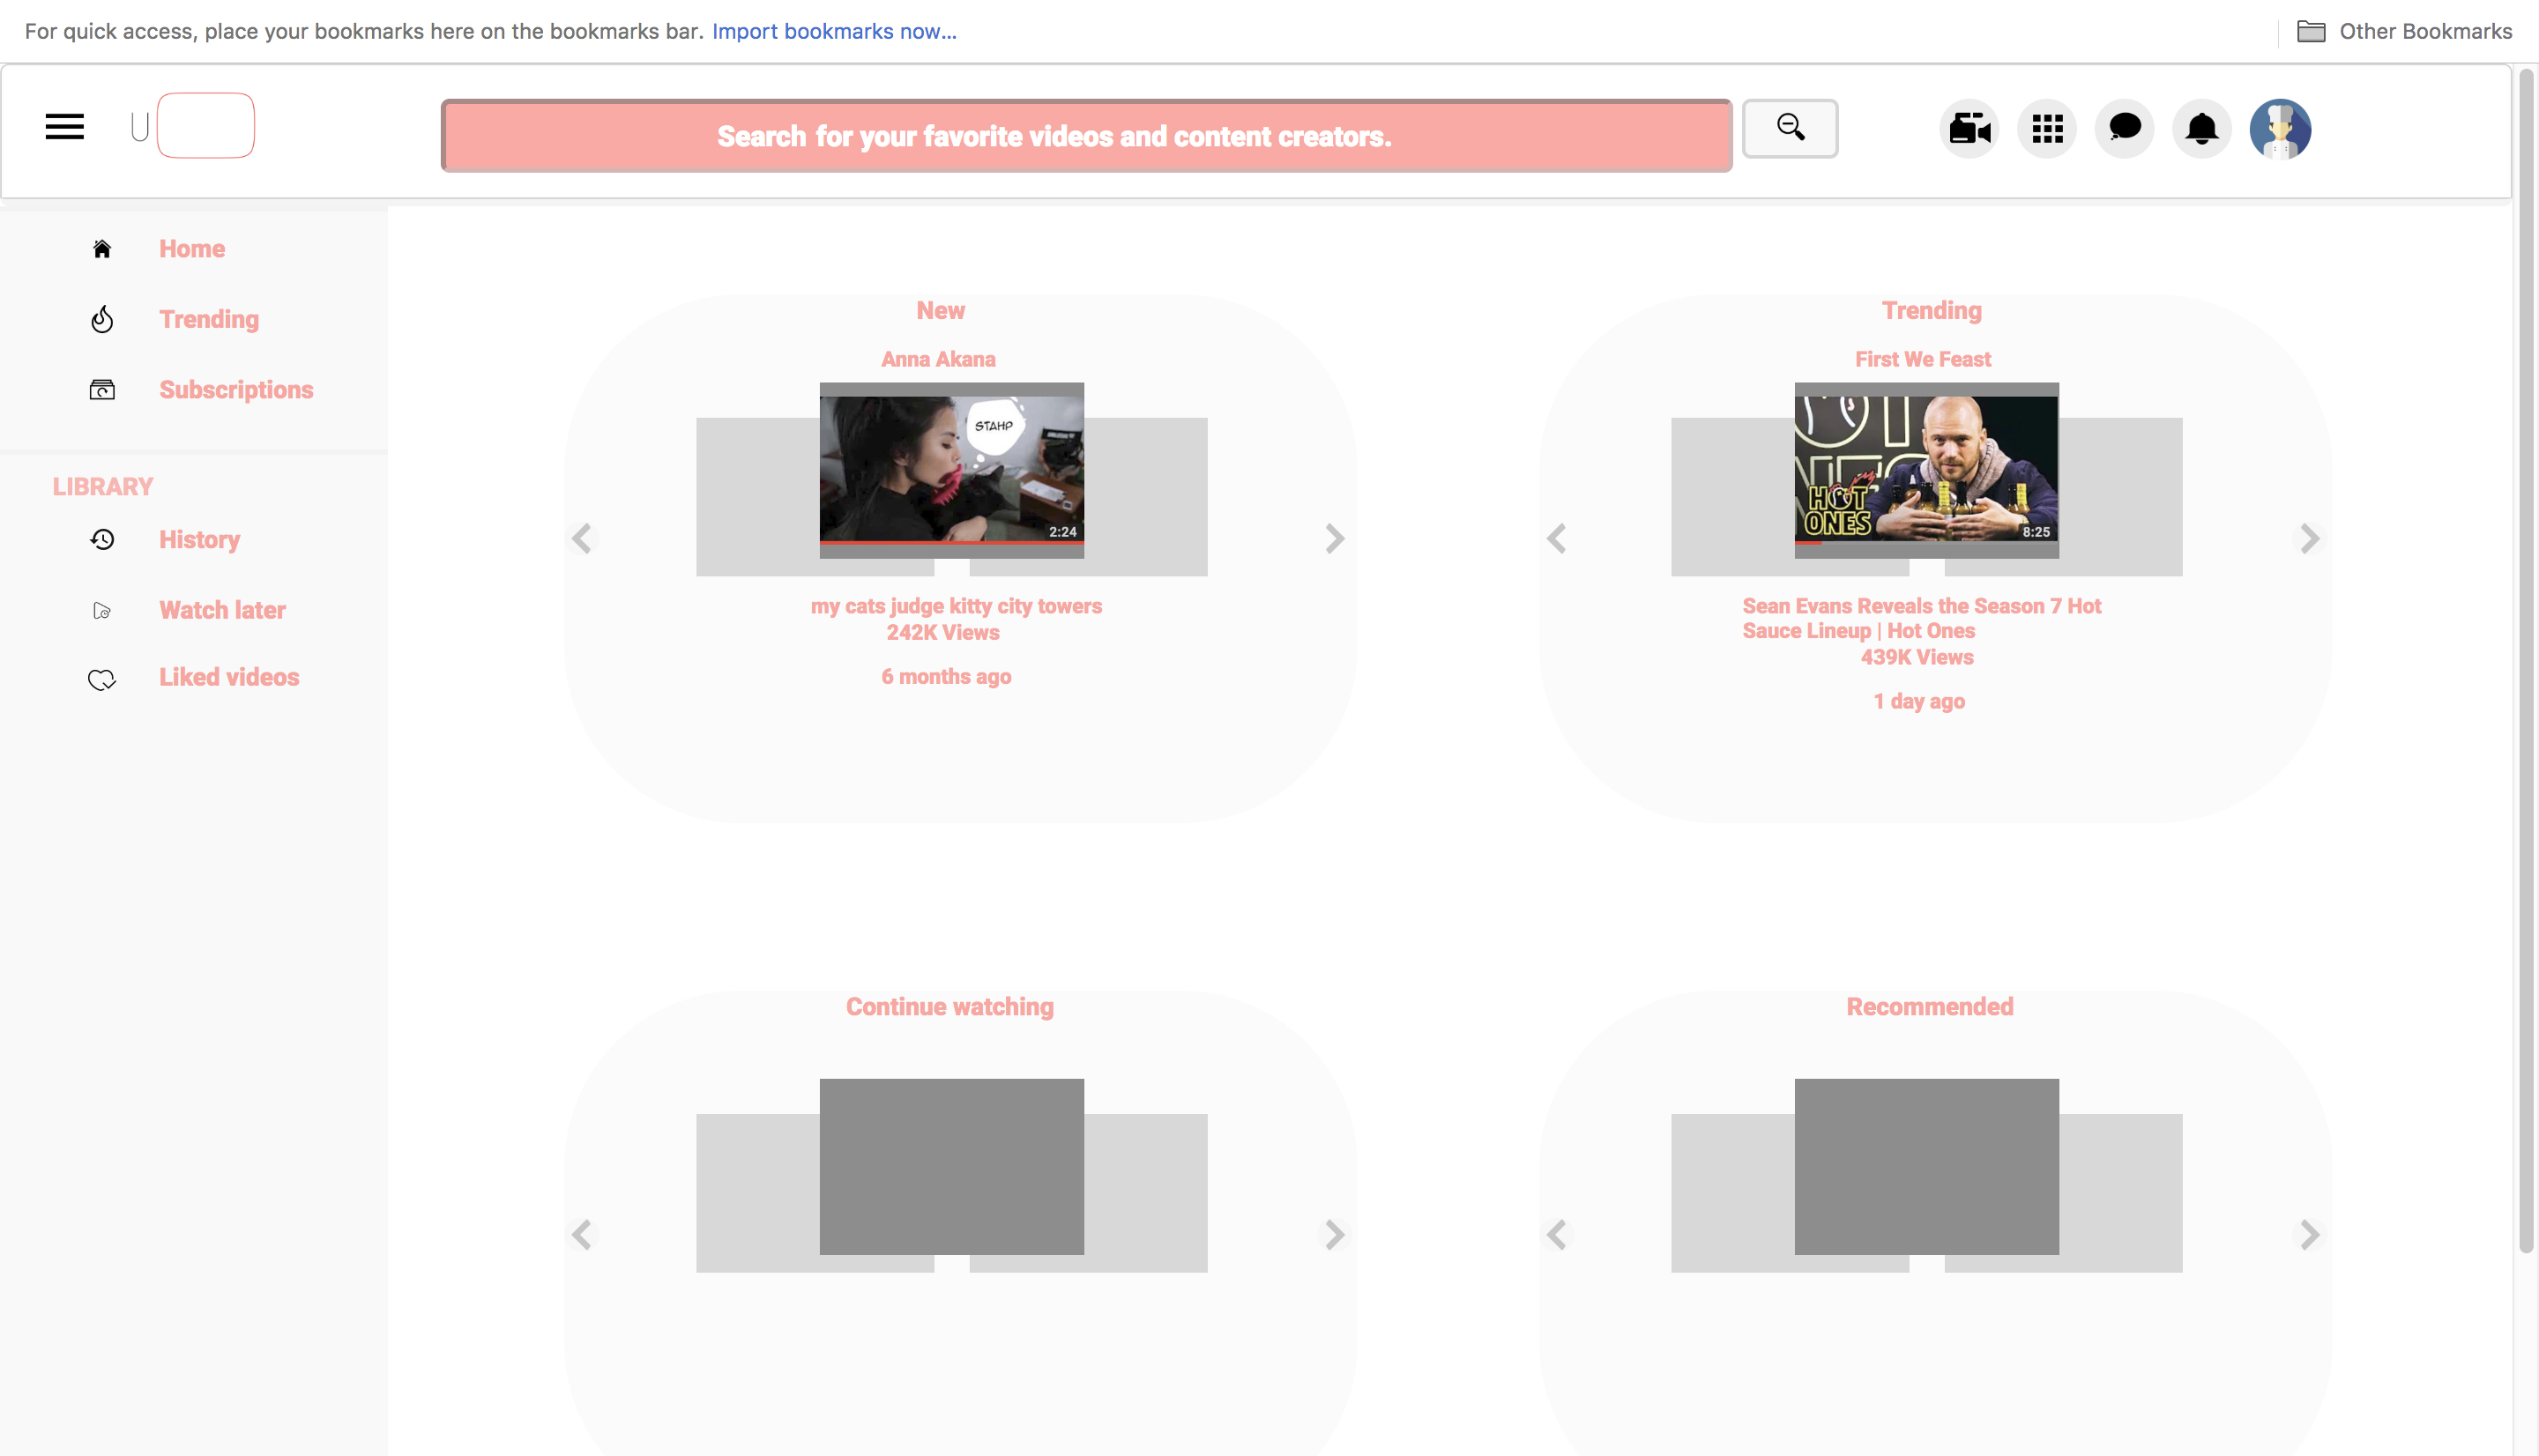 For quick access, place your bookmarks here on the bookmarks bar. Import bookmarks now...
Other Bookmarks
U
Search for your favorite videos and content creators.
Home
Trending
Subscriptions
LIBRARY
History
Watch later
Liked videos
New
Anna Akana
STAHP
2:24
my cats judge kitty city towers
242K Views
6 months ago
Trending
First We Feast
HOT
ONES
8:25
Sean Evans Reveals the Season 7 Hot
Sauce Lineup | Hot Ones
439K Views
1 day ago
Continue watching
Recommended